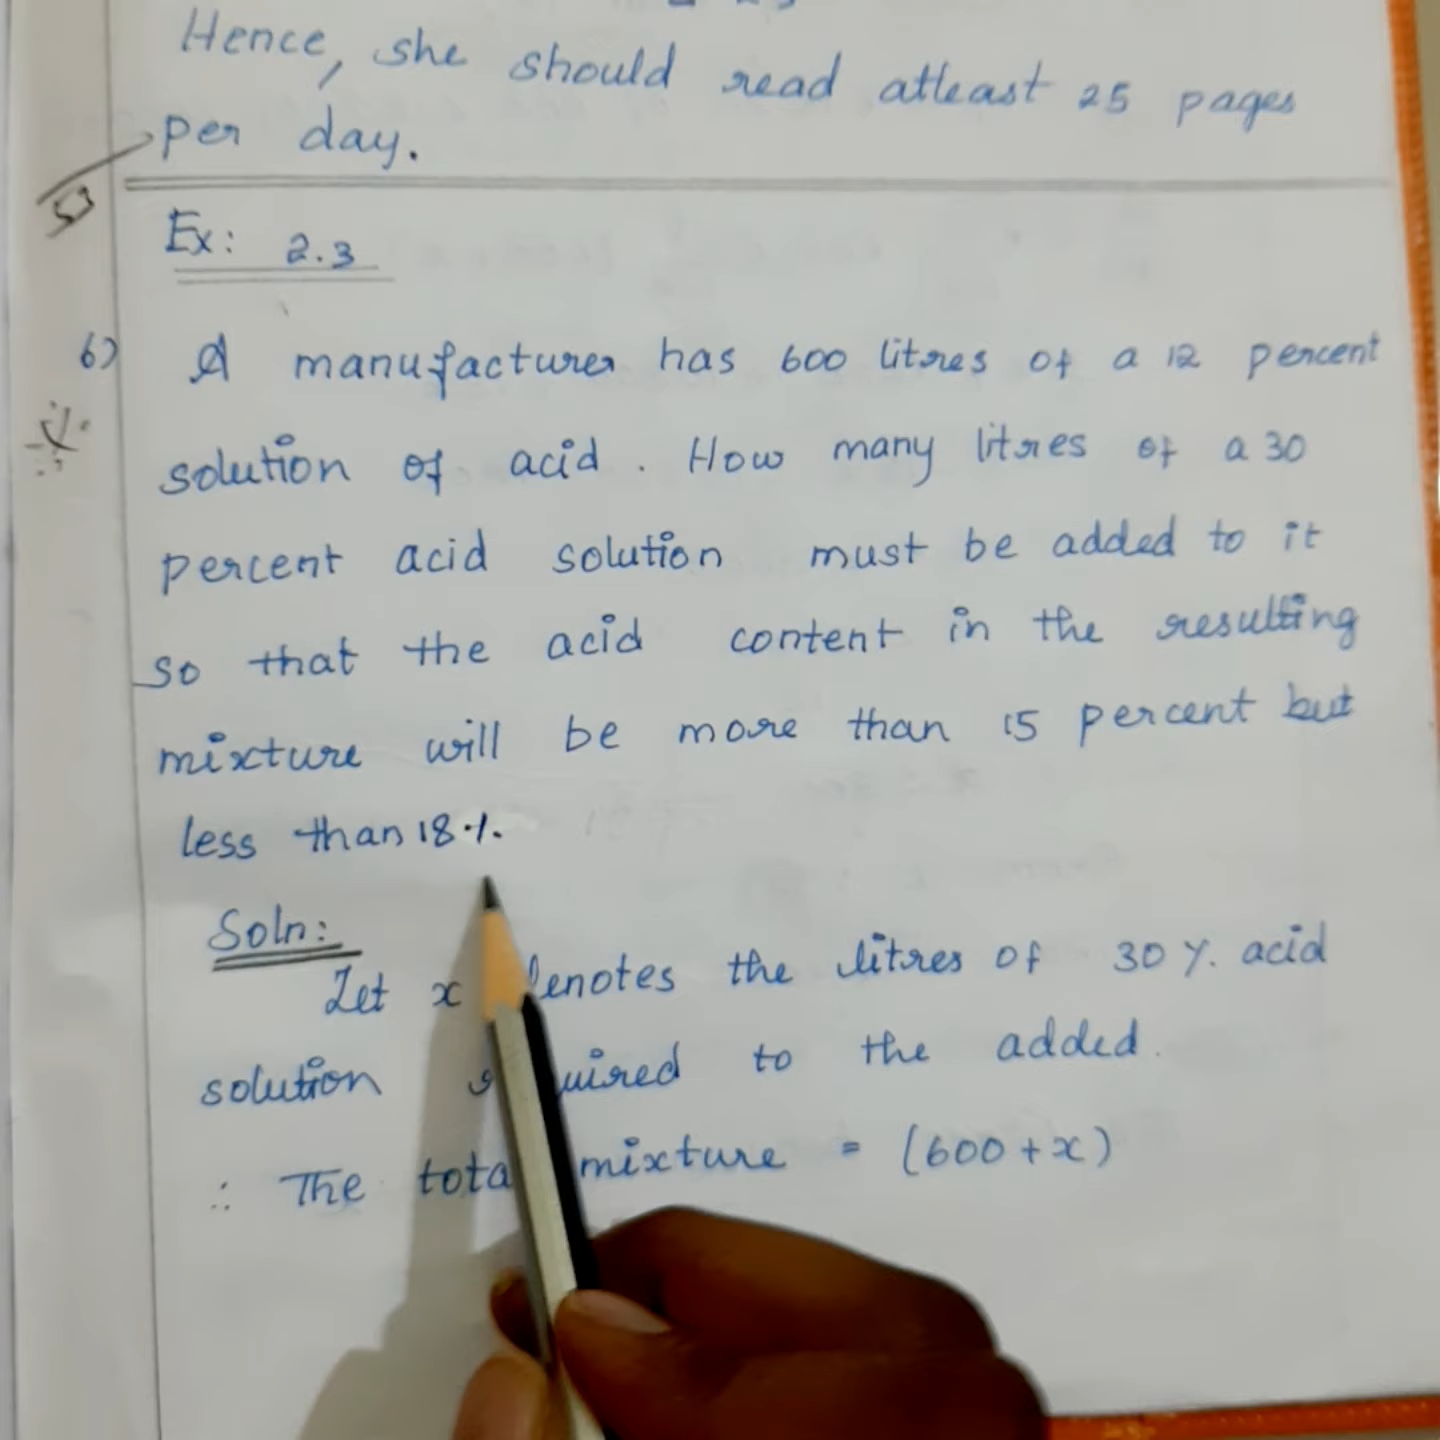 Hence, she should read atleast 25 pages
per day.
Ex: 2.3
6) A manufacturer has 600 litres of a 12 percent
solution of acid. How many litres of a 30
percent acid solution must be added to it
so that the acid content in the resulting
mixture will be more than 15 percent but
less than 18%.
Soln:
Let x denotes the litres of 30%. acid
solution required to the added.
∴ The total mixture = (600 + x)